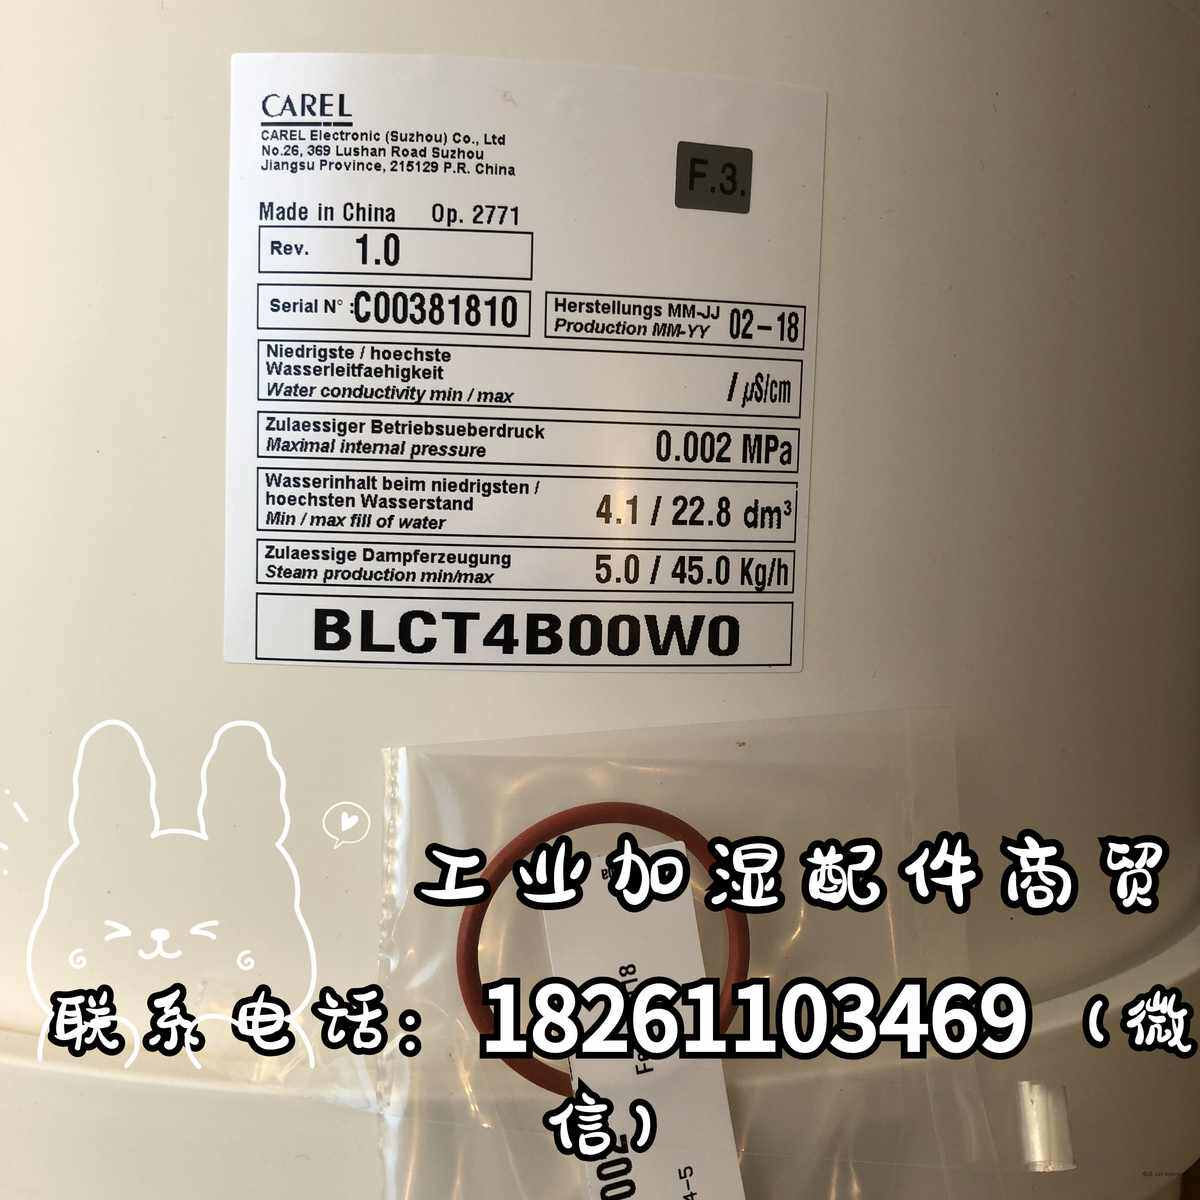 CAREL
CAREL Electronic (Suzhou) Co., Ltd
No.26, 369 Lushan Road Suzhou
Jiangsu Province, 215129 P.R. China
F.3.
Made in China Op. 2771
Rev. 1.0
Serial N° :C00381810
Herstellungs MM-JJ
Production MM-YY 02-18
Niedrigste / hoechste
Wasserleitfaehigkeit
Water conductivity min / max
/ µS/cm
Zulaessiger Betriebsueberdruck
Maximal internal pressure
0.002 MPa
Wasserinhalt beim niedrigsten /
hoechsten Wasserstand
Min / max fill of water
4.1 / 22.8 dm³
Zulaessige Dampferzeugung
Steam production min/max
5.0 / 45.0 Kg/h
BLCT4B00W0
工业加湿配件商贸
联系电话：18261103469（微
信）